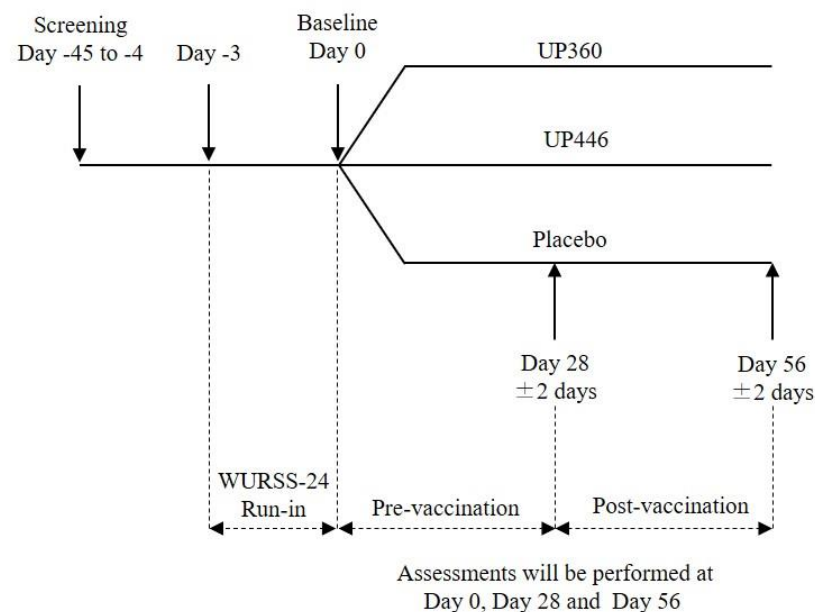 Screening
Day -45 to -4
Day -3
Baseline
Day 0
UP360
UP446
Placebo
Day 28
±2 days
Day 56
±2 days
WURSS-24
Run-in
Pre-vaccination
Post-vaccination
Assessments will be performed at
Day 0, Day 28 and Day 56